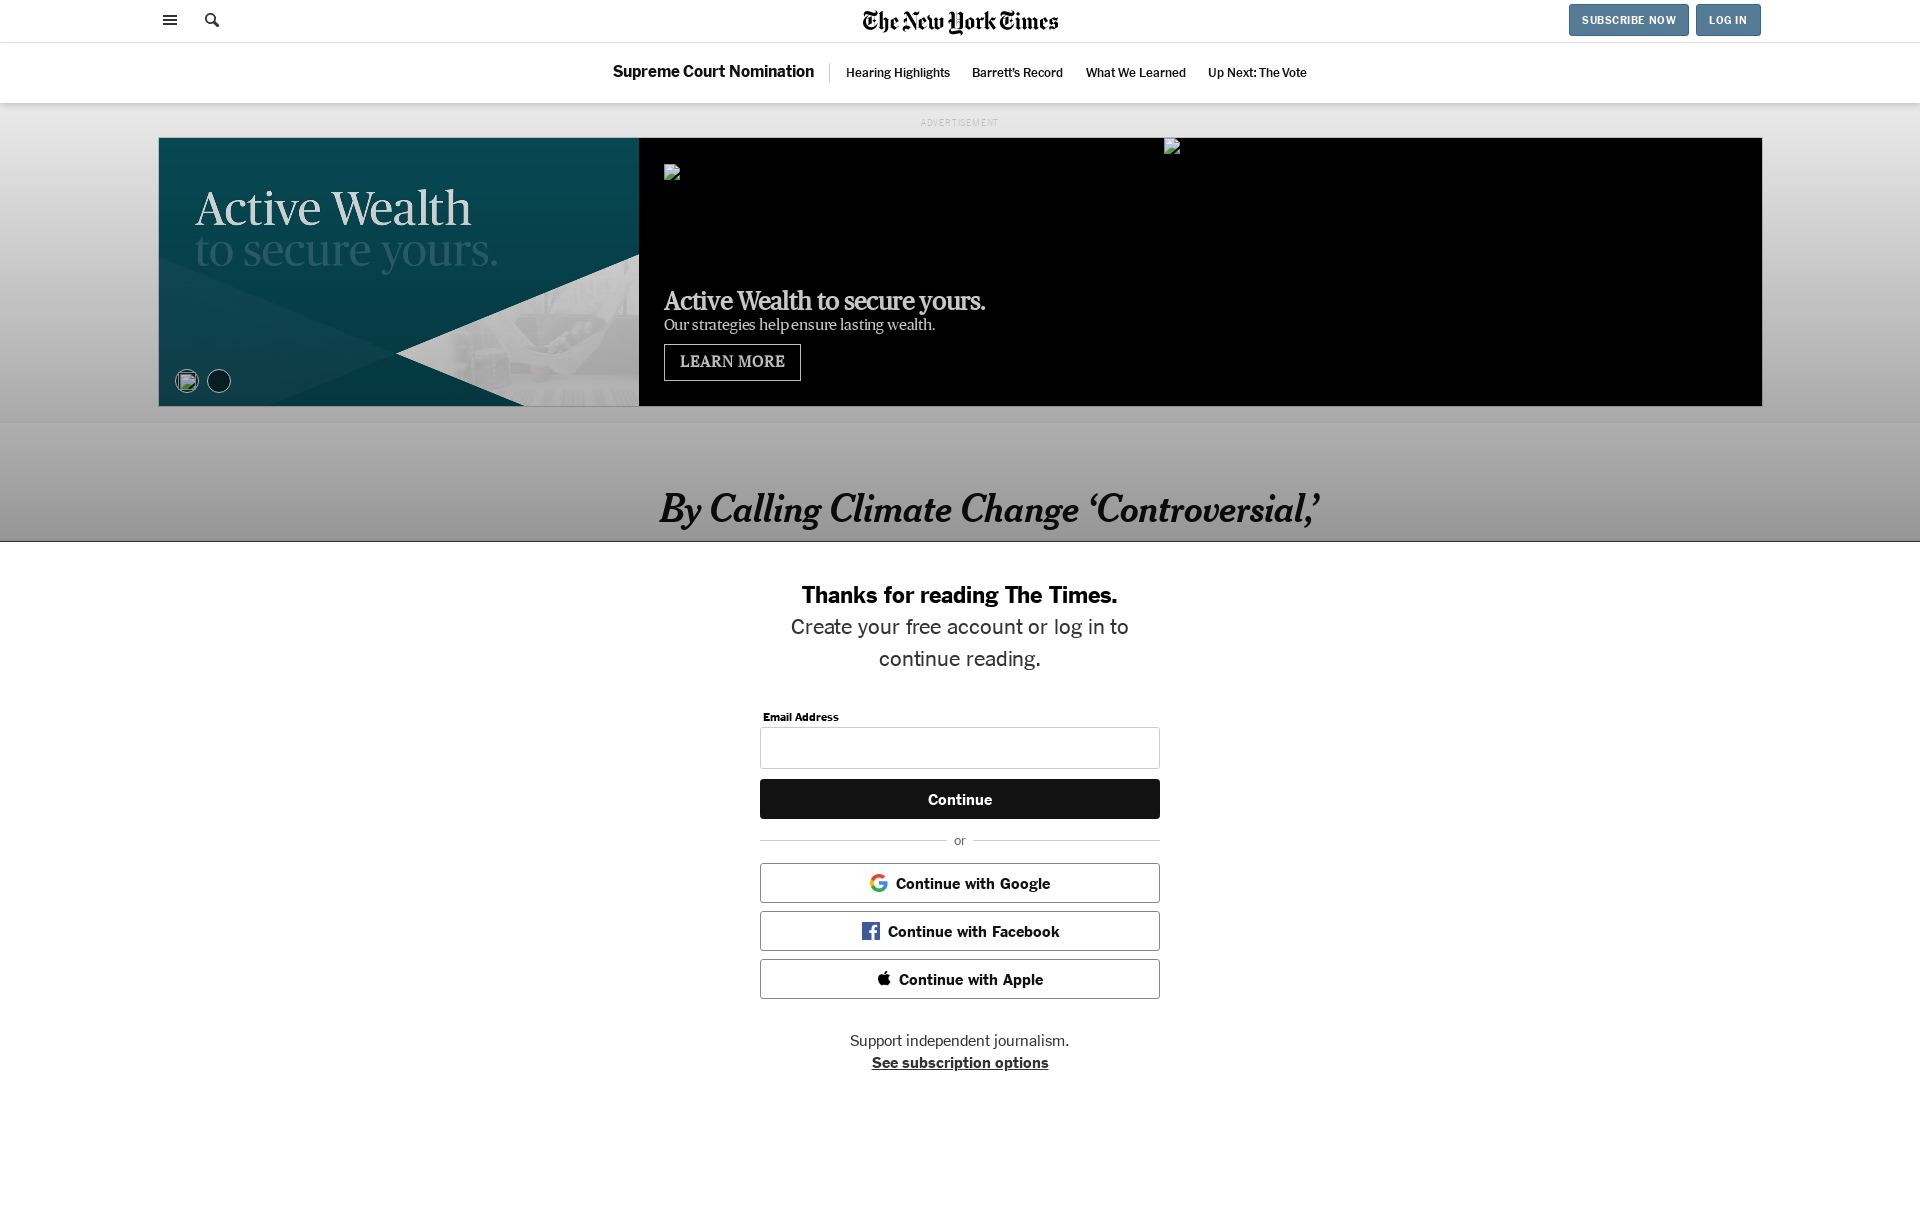 The New York Times
SUBSCRIBE NOW
LOG IN
Supreme Court Nomination
Hearing Highlights
Barrett's Record
What We Learned
Up Next: The Vote
ADVERTISEMENT
Active Wealth
to secure yours.
Active Wealth to secure yours.
Our strategies help ensure lasting wealth.
LEARN MORE
By Calling Climate Change ‘Controversial,’
Thanks for reading The Times.
Create your free account or log in to
continue reading.
Email Address
Continue
or
Continue with Google
Continue with Facebook
Continue with Apple
Support independent journalism.
See subscription options